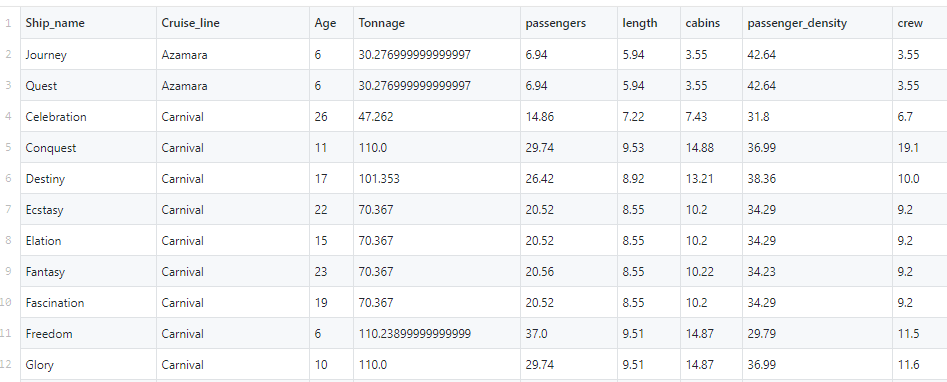 1 Ship_name Cruise_line Age Tonnage passengers length cabins passenger_density crew
2 Journey Azamara 6 30.276999999999997 6.94 5.94 3.55 42.64 3.55
3 Quest Azamara 6 30.276999999999997 6.94 5.94 3.55 42.64 3.55
4 Celebration Carnival 26 47.262 14.86 7.22 7.43 31.8 6.7
5 Conquest Carnival 11 110.0 29.74 9.53 14.88 36.99 19.1
6 Destiny Carnival 17 101.353 26.42 8.92 13.21 38.36 10.0
7 Ecstasy Carnival 22 70.367 20.52 8.55 10.2 34.29 9.2
8 Elation Carnival 15 70.367 20.52 8.55 10.2 34.29 9.2
9 Fantasy Carnival 23 70.367 20.56 8.55 10.22 34.23 9.2
10 Fascination Carnival 19 70.367 20.52 8.55 10.2 34.29 9.2
11 Freedom Carnival 6 110.23899999999999 37.0 9.51 14.87 29.79 11.5
12 Glory Carnival 10 110.0 29.74 9.51 14.87 36.99 11.6